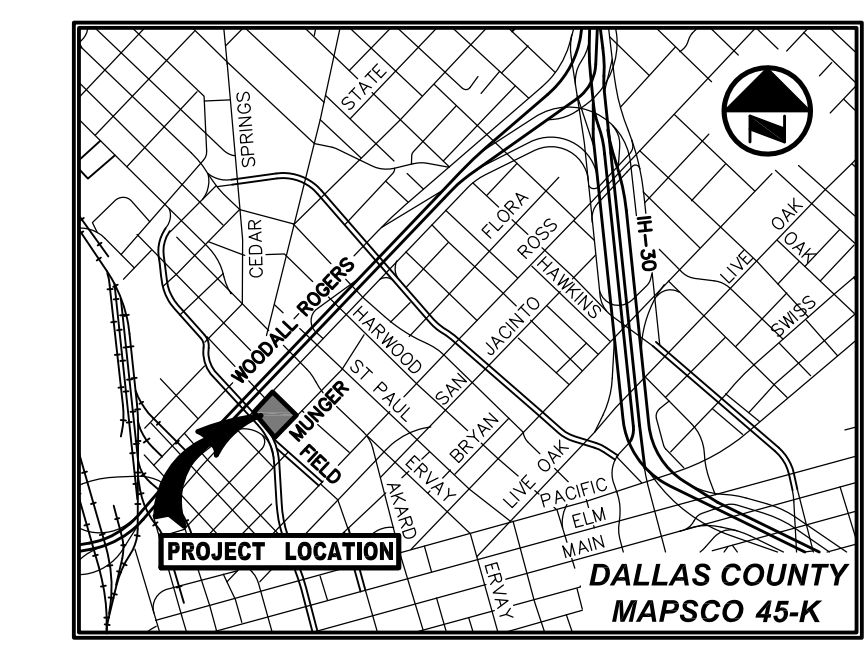 STATE
SPRINGS
CEDAR
N
FLORA
ROSS
HAWKINS
IH-30
LIVE OAK
OAK
SWISS
WOODALL ROGERS
HARWOOD
JACINTO
SAN
ST PAUL
MUNGER
FIELD
BRYAN
ERVAY
AKARD
LIVE OAK
PACIFIC
ELM
MAIN
ERVAY
PROJECT LOCATION
DALLAS COUNTY
MAPSCO 45-K